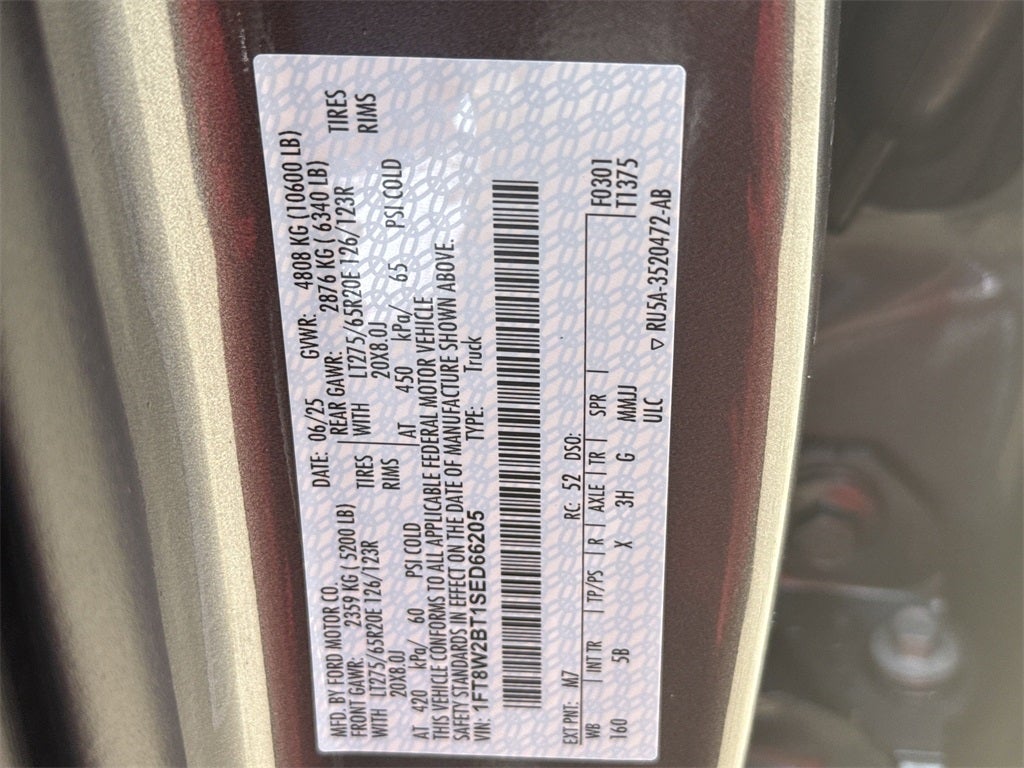 MFD. BY FORD MOTOR CO.
DATE: 06/25 GVWR: 4808 KG (10600 LB)
FRONT GAWR: 2359 KG ( 5200 LB) REAR GAWR: 2876 KG ( 6340 LB)
WITH LT275/65R20E 126/123R TIRES WITH LT275/65R20E 126/123R TIRES
20X8.0J RIMS 20X8.0J RIMS
AT 420 kPa/ 60 PSI COLD AT 450 kPa/ 65 PSI COLD
THIS VEHICLE CONFORMS TO ALL APPLICABLE FEDERAL MOTOR VEHICLE
SAFETY STANDARDS IN EFFECT ON THE DATE OF MANUFACTURE SHOWN ABOVE.
VIN: 1FT8W2BT1SED66205 TYPE: Truck
EXT PNT: M7 RC: 52 DSO: F0301
WB INT TR TP/PS R AXLE TR SPR T1375
160 5B X 3H G MMJJ
ULC ▽ RU5A-3520472-AB